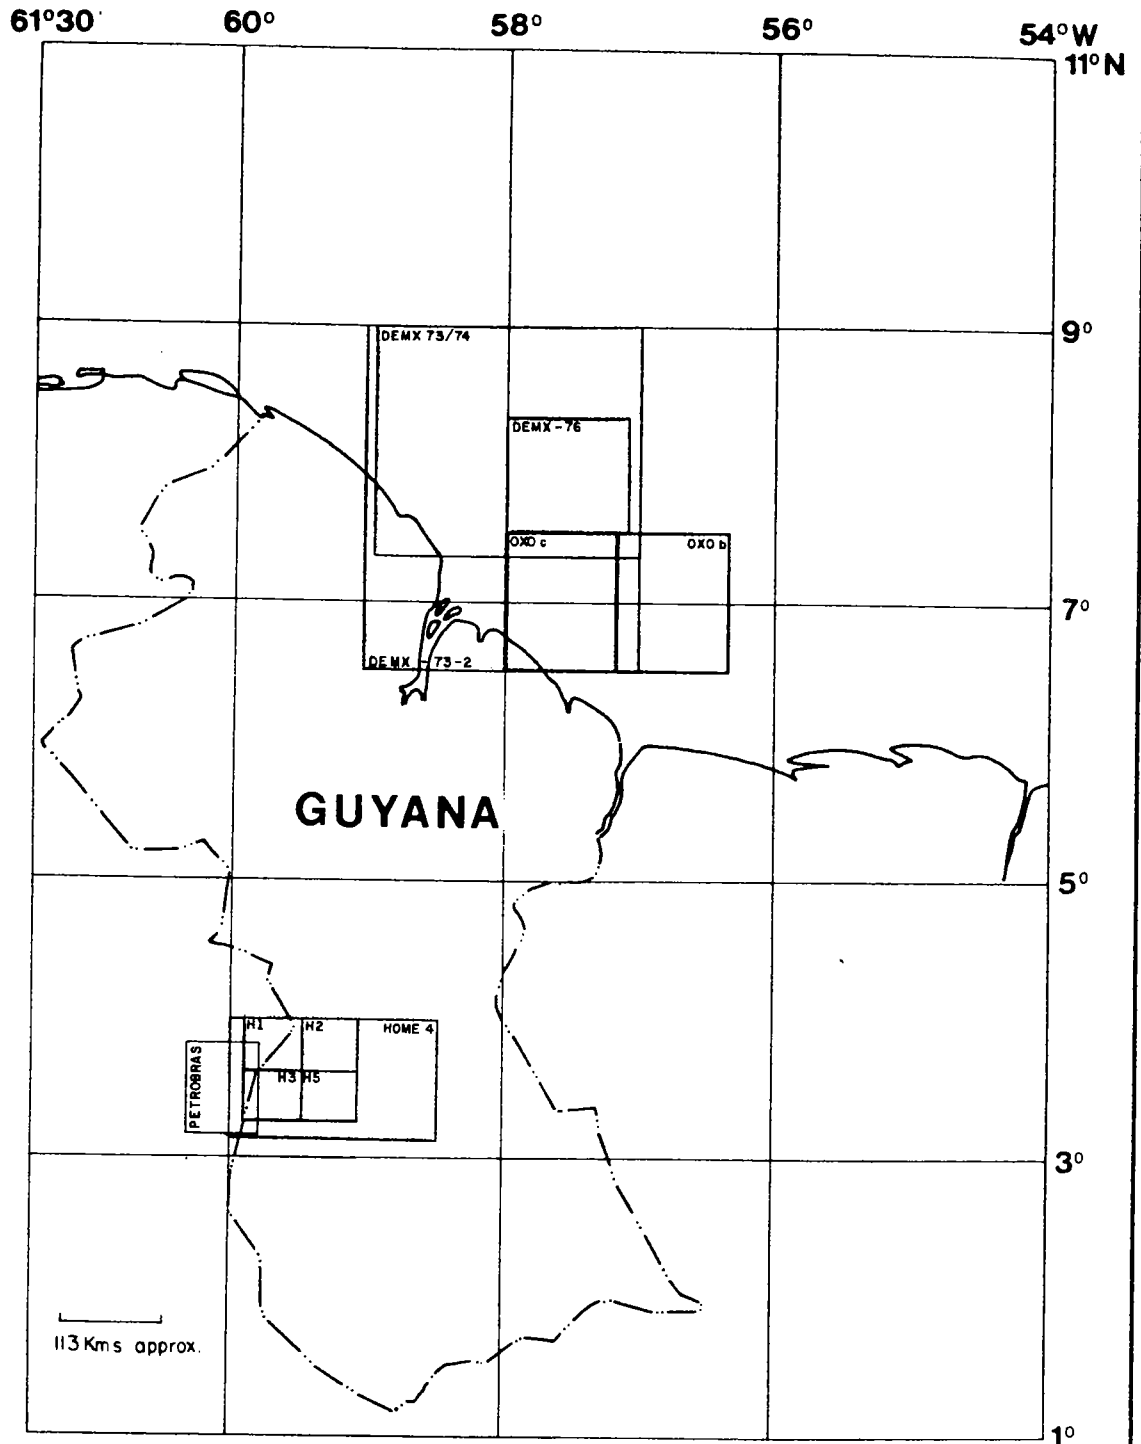 61°30' 60° 58° 56° 54°W
11°N
DEMX 73/74
9°
DEMX-76
OXO c
OXO b
7°
DEMX-73-2
GUYANA
5°
H1
H2
HOME 4
PETROBRAS
H3
H5
3°
113 Kms approx.
1°